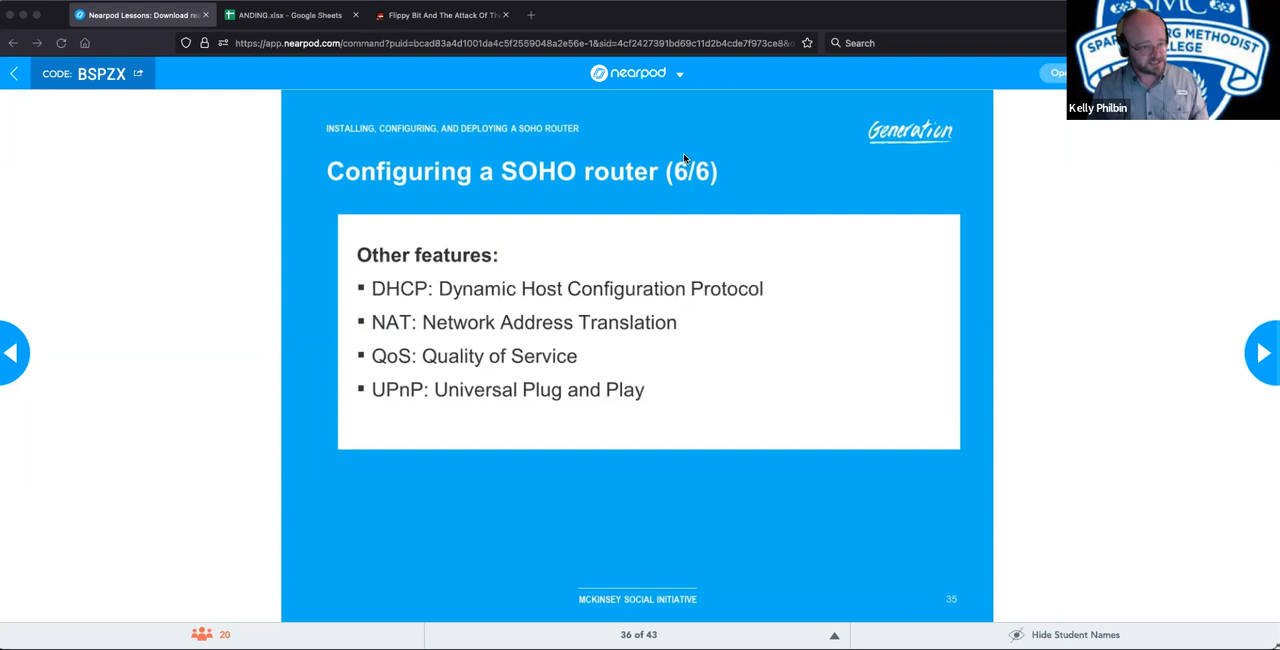 Nearpod Lessons: Download re
ANDING.xlsx - Google Sheets
Flippy Bit And The Attack Of Th
https://app.nearpod.com/command?puid=bcad83a4d1001da4c5f2559048a2e56e-1&sid=4cf2427391bd69c11d2b4cde7f973ce8&
Search
CODE: BSPZX
nearpod
Ope
SMC
METHODIST
Kelly Philbin
INSTALLING, CONFIGURING, AND DEPLOYING A SOHO ROUTER
Generation
Configuring a SOHO router (6/6)
Other features:
▪ DHCP: Dynamic Host Configuration Protocol
▪ NAT: Network Address Translation
▪ QoS: Quality of Service
▪ UPnP: Universal Plug and Play
MCKINSEY SOCIAL INITIATIVE
35
20
36 of 43
Hide Student Names